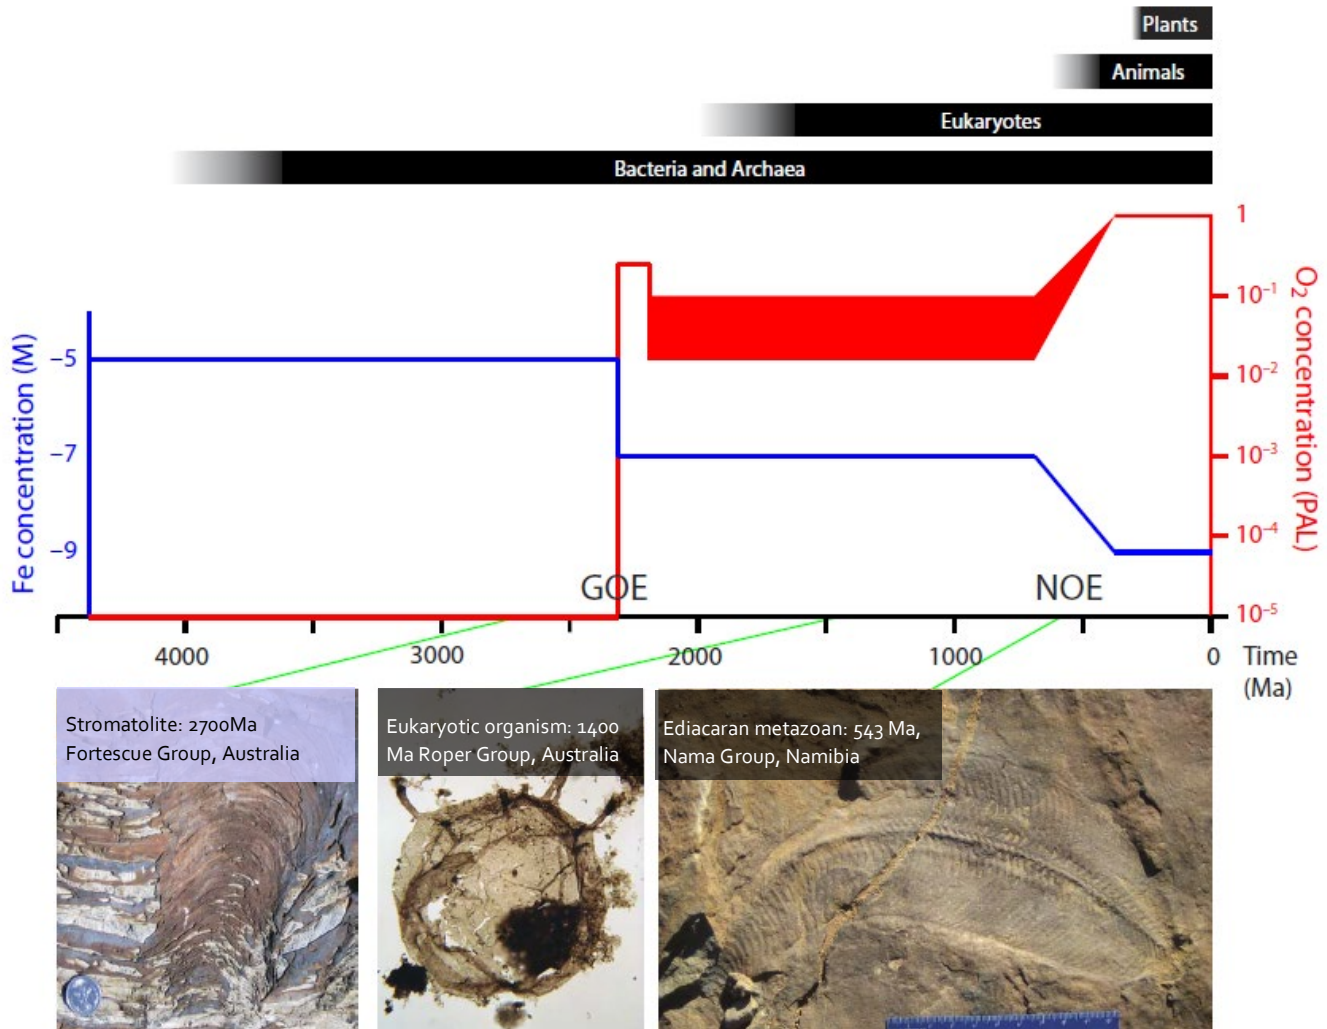 Plants
Animals
Eukaryotes
Bacteria and Archaea
Fe concentration (M)
–5
–7
–9
1
10⁻¹
10⁻²
10⁻³
10⁻⁴
10⁻⁵
O₂ concentration (PAL)
GOE
NOE
4000
3000
2000
1000
0
Time
(Ma)
Stromatolite: 2700Ma
Fortescue Group, Australia
Eukaryotic organism: 1400
Ma Roper Group, Australia
Ediacaran metazoan: 543 Ma,
Nama Group, Namibia